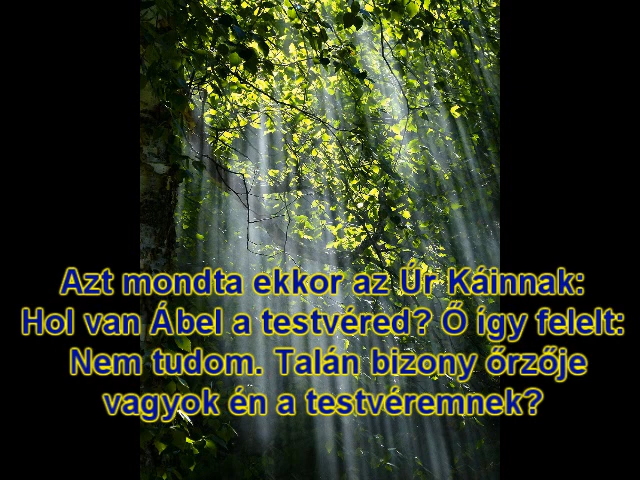 Azt mondta ekkor az Úr Káinnak:
Hol van Ábel a testvéred? Ő így felelt:
Nem tudom. Talán bizony őrzője
vagyok én a testvéremnek?